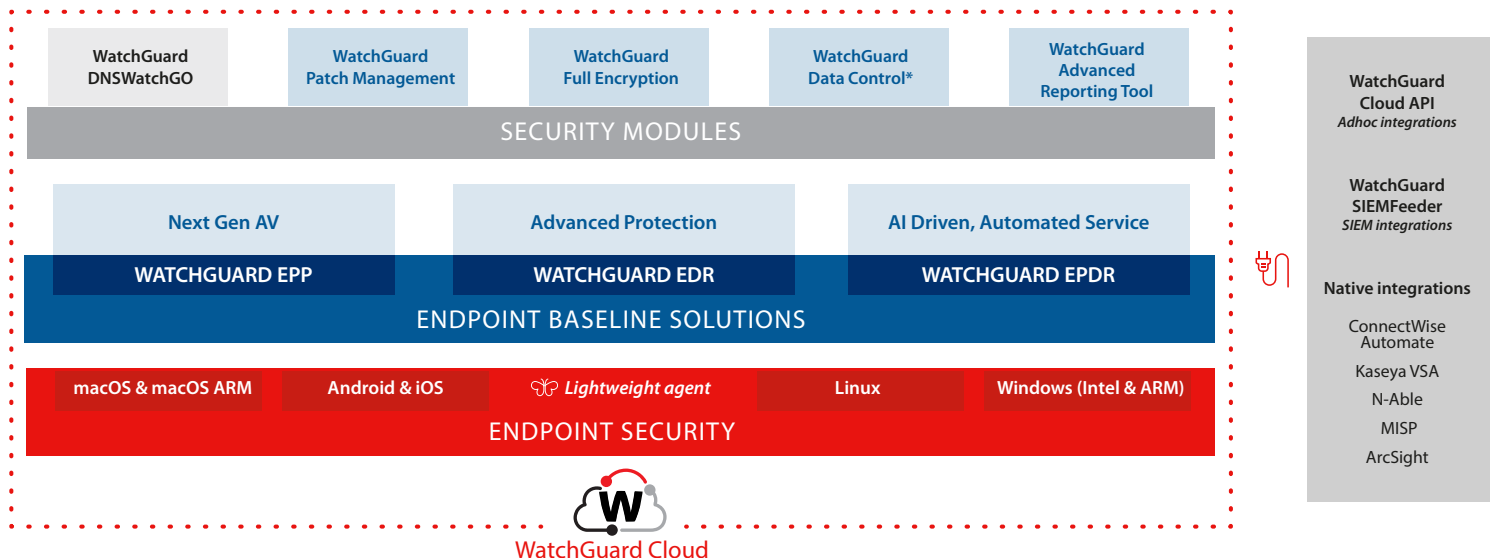 WatchGuard
DNSWatchGO
WatchGuard
Patch Management
WatchGuard
Full Encryption
WatchGuard
Data Control*
WatchGuard
Advanced
Reporting Tool
SECURITY MODULES
Next Gen AV
Advanced Protection
AI Driven, Automated Service
WATCHGUARD EPP
WATCHGUARD EDR
WATCHGUARD EPDR
ENDPOINT BASELINE SOLUTIONS
macOS & macOS ARM
Android & iOS
Lightweight agent
Linux
Windows (Intel & ARM)
ENDPOINT SECURITY
W
WatchGuard Cloud
WatchGuard
Cloud API
Adhoc integrations
WatchGuard
SIEMFeeder
SIEM integrations
Native integrations
ConnectWise
Automate
Kaseya VSA
N-Able
MISP
ArcSight